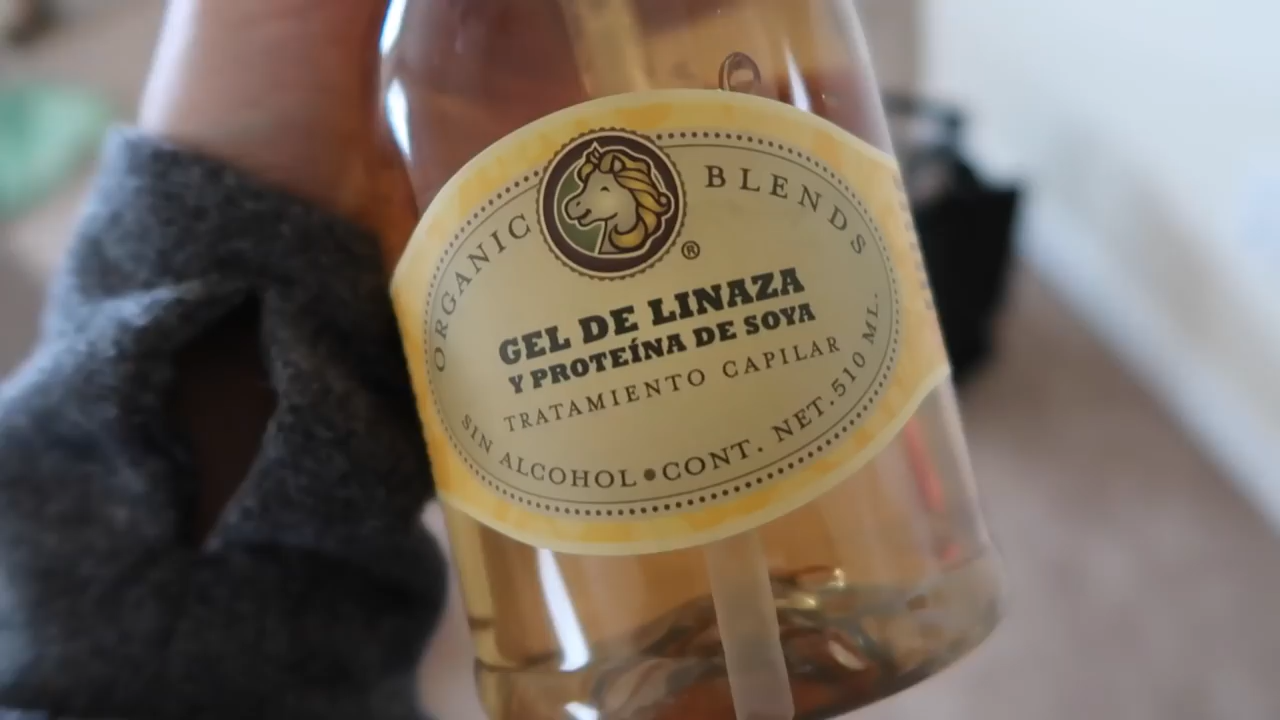 ORGANIC BLENDS
®
GEL DE LINAZA
Y PROTEÍNA DE SOYA
TRATAMIENTO CAPILAR
SIN ALCOHOL • CONT. NET. 510 ML.